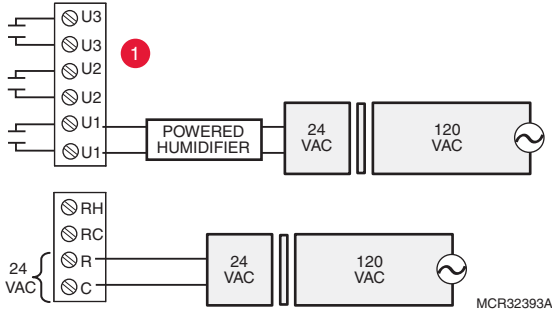 U3
U3
1
U2
U2
U1
U1
POWERED
HUMIDIFIER
24
VAC
120
VAC
RH
RC
R
C
24
VAC
24
VAC
120
VAC
MCR32393A